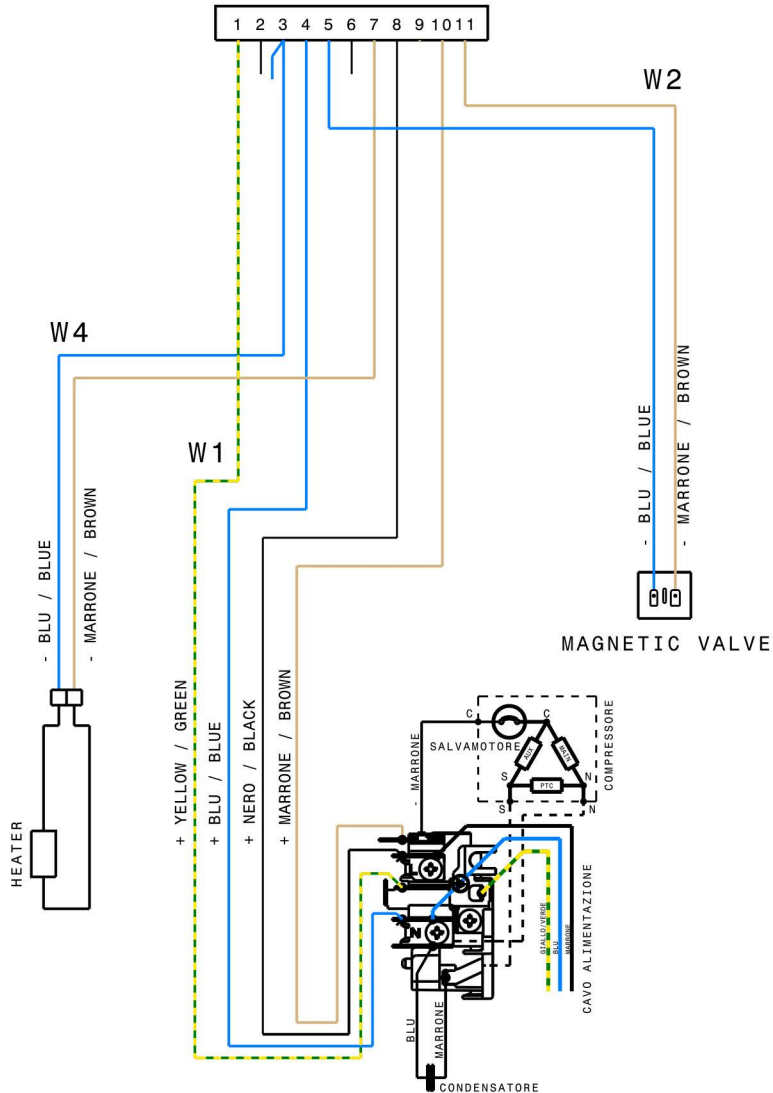 1 2 3 4 5 6 7 8 9 10 11
W2
W4
W1
- BLU / BLUE
- MARRONE / BROWN
- BLU / BLUE
- MARRONE / BROWN
MAGNETIC VALVE
+ YELLOW / GREEN
+ BLU / BLUE
+ NERO / BLACK
+ MARRONE / BROWN
HEATER
- MARRONE
C
SALVAMOTORE
C
AUX
MAIN
PTC
S
N
S
N
COMPRESSORE
N
GIALLO/VERDE
BLU
MARRONE
CAVO ALIMENTAZIONE
BLU
MARRONE
CONDENSATORE